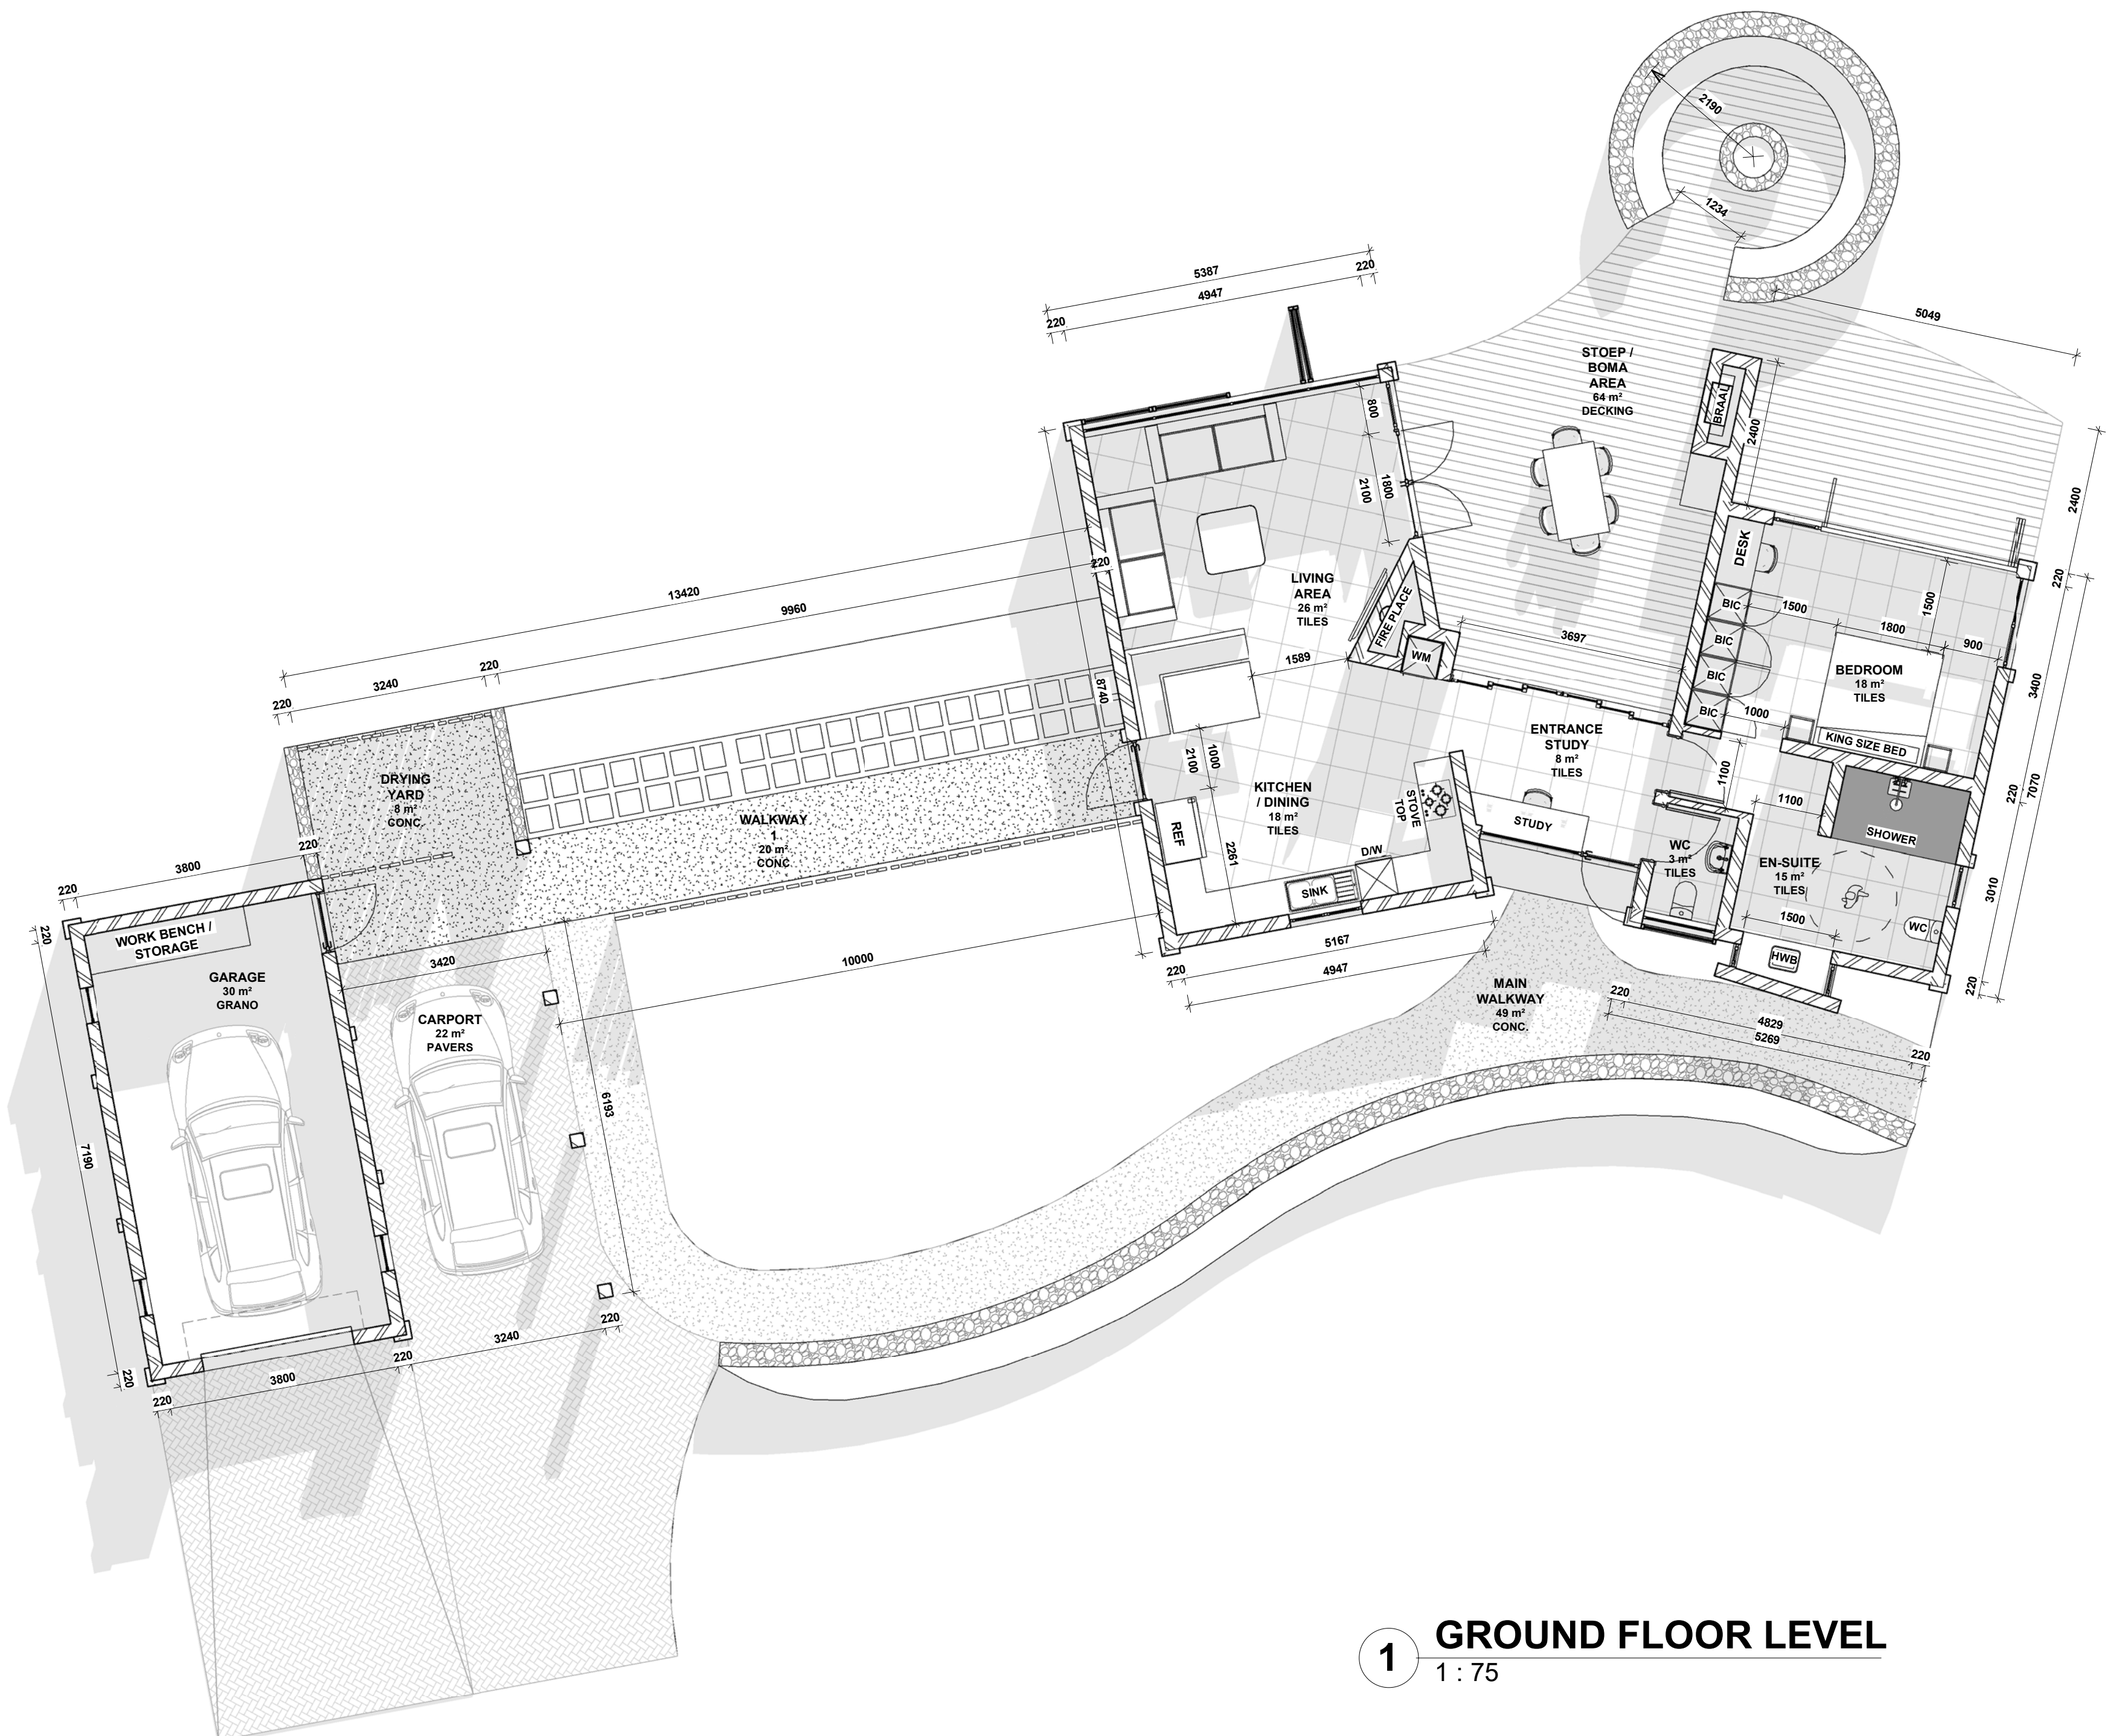 2190
1234
5387
220
4947
220
5049
STOEP /
BOMA
AREA
64 m²
DECKING
BRAAI
2400
800
1800
2100
2400
220
DESK
BIC
BIC
BIC
BIC
1500
1500
1800
900
BEDROOM
18 m²
TILES
3400
1000
KING SIZE BED
220
13420
9960
3240
220
220
LIVING
AREA
26 m²
TILES
FIRE PLACE
WM
1589
3697
8740
ENTRANCE
STUDY
8 m²
TILES
1100
1100
220
7070
SHOWER
DRYING
YARD
8 m²
CONC.
WALKWAY
1
20 m²
CONC
1000
2100
KITCHEN
/ DINING
18 m²
TILES
STOVE
TOP
STUDY
REF
2261
D/W
SINK
WC
3 m²
TILES
EN-SUITE
15 m²
TILES
1500
WC
HWB
3010
220
220
3800
220
220
WORK BENCH /
STORAGE
GARAGE
30 m²
GRANO
3420
CARPORT
22 m²
PAVERS
10000
220
5167
4947
MAIN
WALKWAY
49 m²
CONC.
220
4829
5269
220
6193
7190
220
220
3800
220
3240
220
1
GROUND FLOOR LEVEL
1 : 75